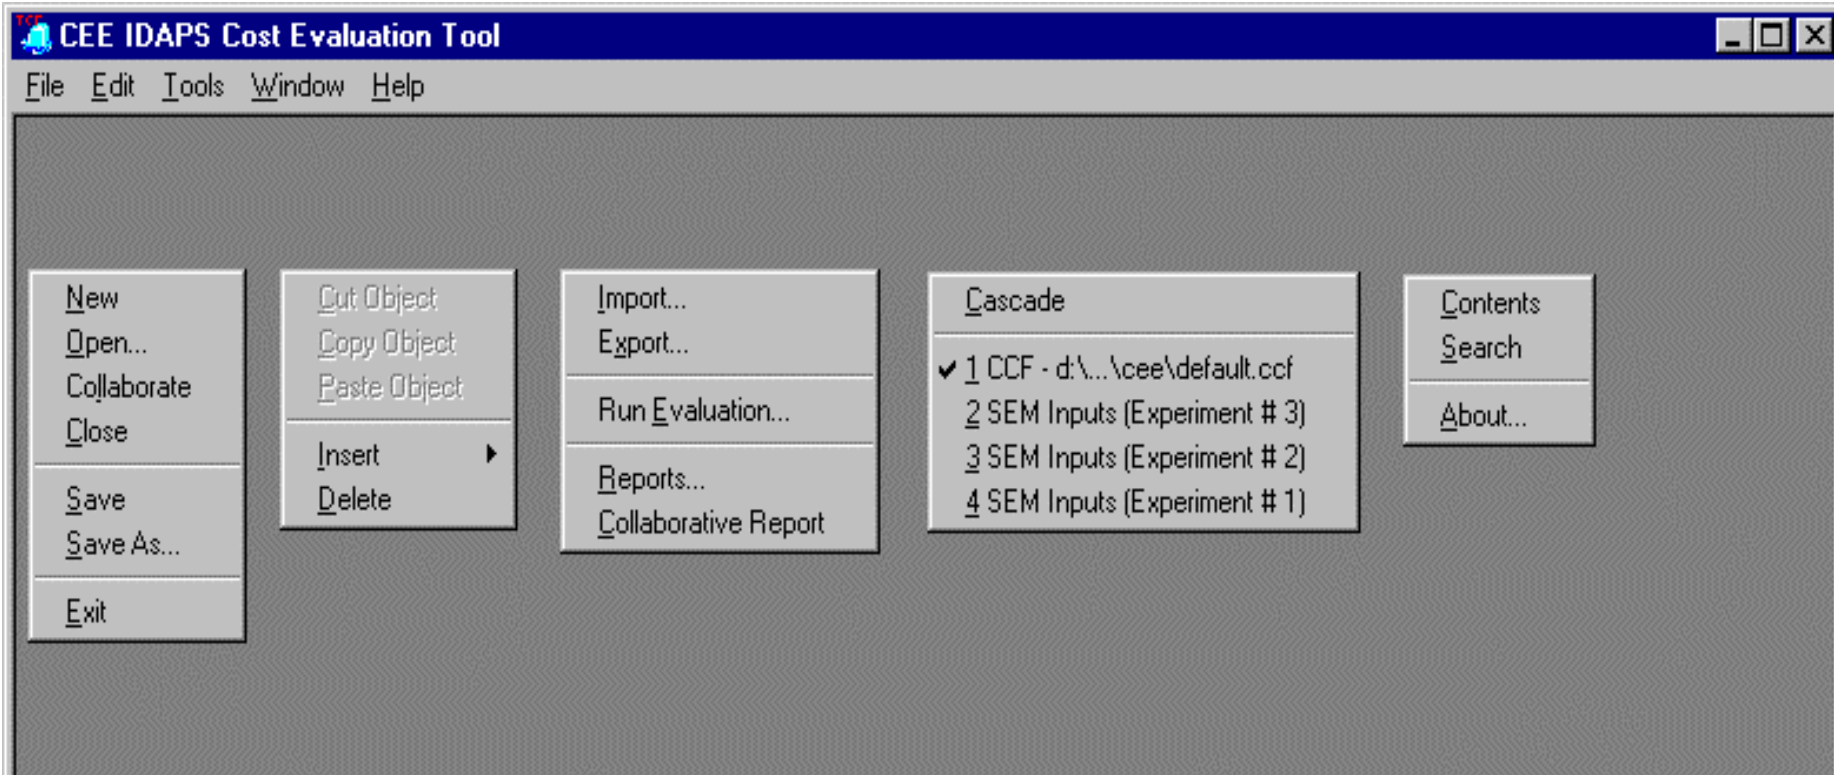 TCE
CEE IDAPS Cost Evaluation Tool
File Edit Tools Window Help
New
Open...
Collaborate
Close
Save
Save As...
Exit
Cut Object
Copy Object
Paste Object
Insert
Delete
Import...
Export...
Run Evaluation...
Reports...
Collaborative Report
Cascade
1 CCF - d:\...\cee\default.ccf
2 SEM Inputs (Experiment # 3)
3 SEM Inputs (Experiment # 2)
4 SEM Inputs (Experiment # 1)
Contents
Search
About...